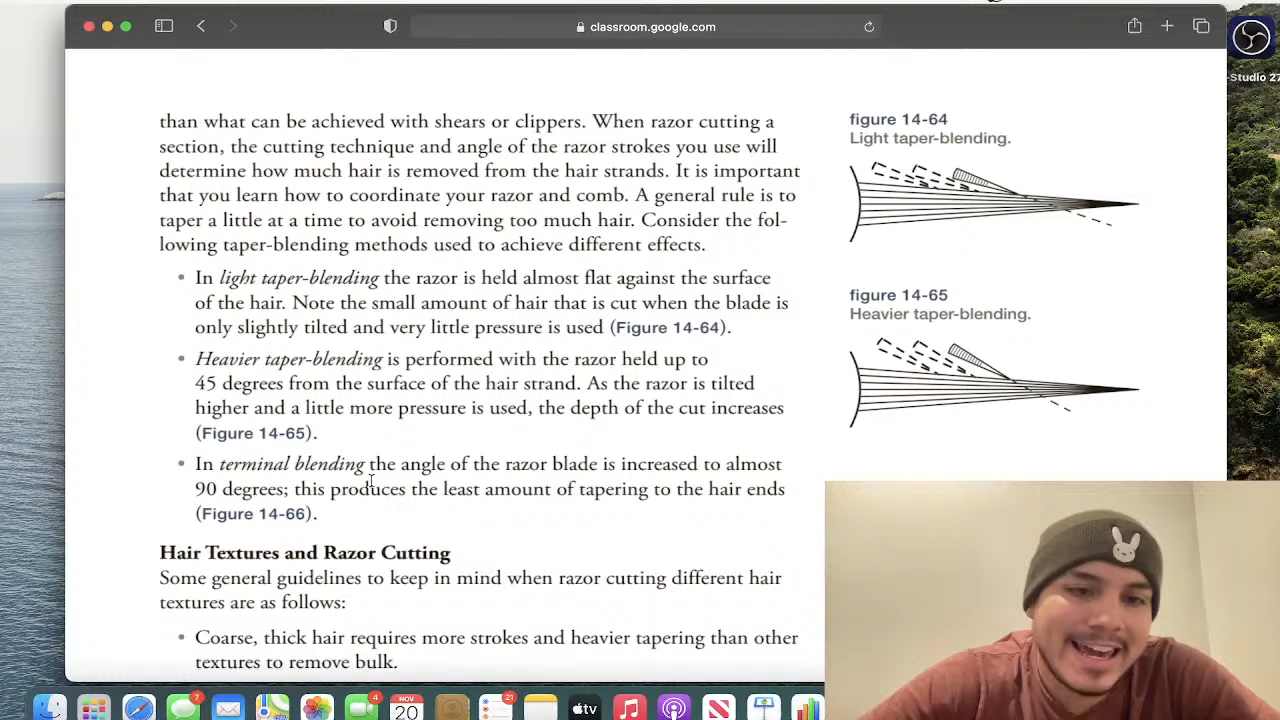 classroom.google.com
-Studio 27
than what can be achieved with shears or clippers. When razor cutting a
section, the cutting technique and angle of the razor strokes you use will
determine how much hair is removed from the hair strands. It is important
that you learn how to coordinate your razor and comb. A general rule is to
taper a little at a time to avoid removing too much hair. Consider the fol-
lowing taper-blending methods used to achieve different effects.
• In light taper-blending the razor is held almost flat against the surface
of the hair. Note the small amount of hair that is cut when the blade is
only slightly tilted and very little pressure is used (Figure 14-64).
• Heavier taper-blending is performed with the razor held up to
45 degrees from the surface of the hair strand. As the razor is tilted
higher and a little more pressure is used, the depth of the cut increases
(Figure 14-65).
• In terminal blending the angle of the razor blade is increased to almost
90 degrees; this produces the least amount of tapering to the hair ends
(Figure 14-66).
Hair Textures and Razor Cutting
Some general guidelines to keep in mind when razor cutting different hair
textures are as follows:
• Coarse, thick hair requires more strokes and heavier tapering than other
textures to remove bulk.
figure 14-64
Light taper-blending.
figure 14-65
Heavier taper-blending.
7
4
NOV
20
21
tv